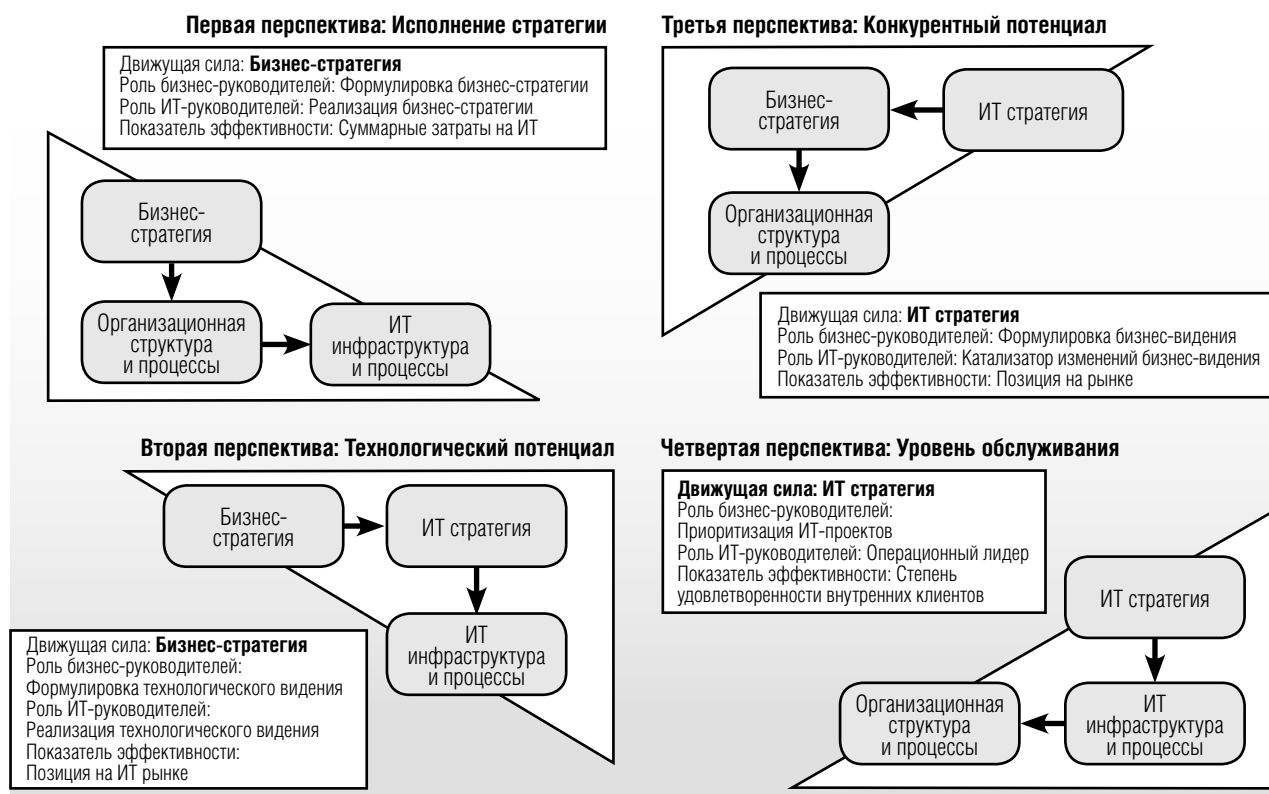 Первая перспектива: Исполнение стратегии
Движущая сила: Бизнес-стратегия
Роль бизнес-руководителей: Формулировка бизнес-стратегии
Роль ИТ-руководителей: Реализация бизнес-стратегии
Показатель эффективности: Суммарные затраты на ИТ
Бизнес-
стратегия
Организационная
структура
и процессы
ИТ
инфраструктура
и процессы
Третья перспектива: Конкурентный потенциал
Бизнес-
стратегия
ИТ стратегия
Организационная
структура
и процессы
Движущая сила: ИТ стратегия
Роль бизнес-руководителей: Формулировка бизнес-видения
Роль ИТ-руководителей: Катализатор изменений бизнес-видения
Показатель эффективности: Позиция на рынке
Вторая перспектива: Технологический потенциал
Бизнес-
стратегия
ИТ стратегия
ИТ
инфраструктура
и процессы
Движущая сила: Бизнес-стратегия
Роль бизнес-руководителей:
Формулировка технологического видения
Роль ИТ-руководителей:
Реализация технологического видения
Показатель эффективности:
Позиция на ИТ рынке
Четвертая перспектива: Уровень обслуживания
Движущая сила: ИТ стратегия
Роль бизнес-руководителей:
Приоритизация ИТ-проектов
Роль ИТ-руководителей: Операционный лидер
Показатель эффективности: Степень
удовлетворенности внутренних клиентов
ИТ стратегия
Организационная
структура
и процессы
ИТ
инфраструктура
и процессы